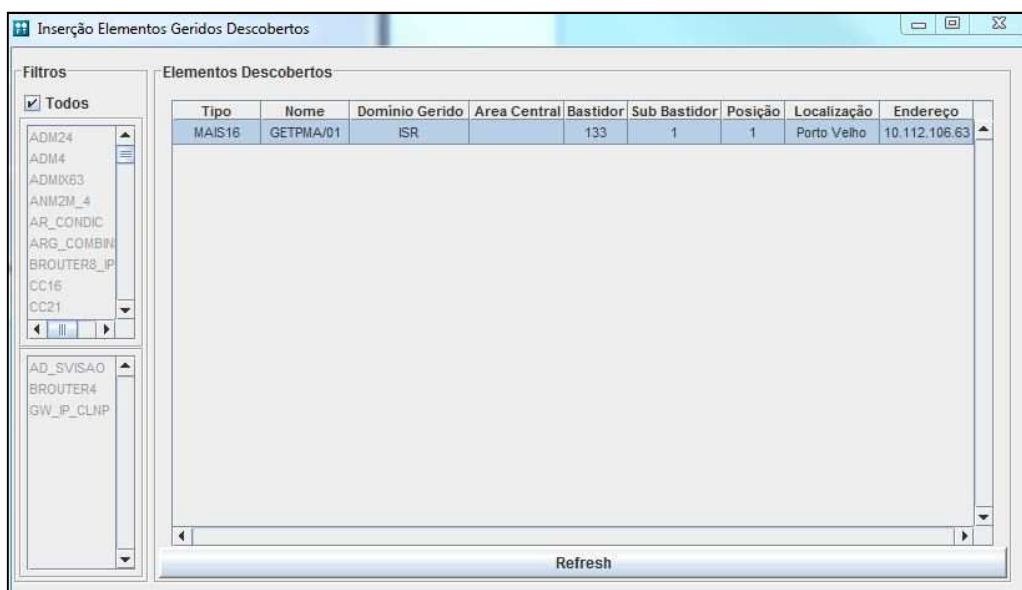 Inserção Elementos Geridos Descobertos
Filtros
Todos
ADM24
ADM4
ADMIX63
ANM2M_4
AR_CONDIC
ARG_COMBIN
BROUTER8_IP
CC16
CC21
AD_SVISAO
BROUTER4
GW_IP_CLNP
Elementos Descobertos
Tipo Nome Dominio Gerido Area Central Bastidor Sub Bastidor Posição Localização Endereço
MAIS16 GETPMA/01 ISR 133 1 1 Porto Velho 10.112.106.63
Refresh